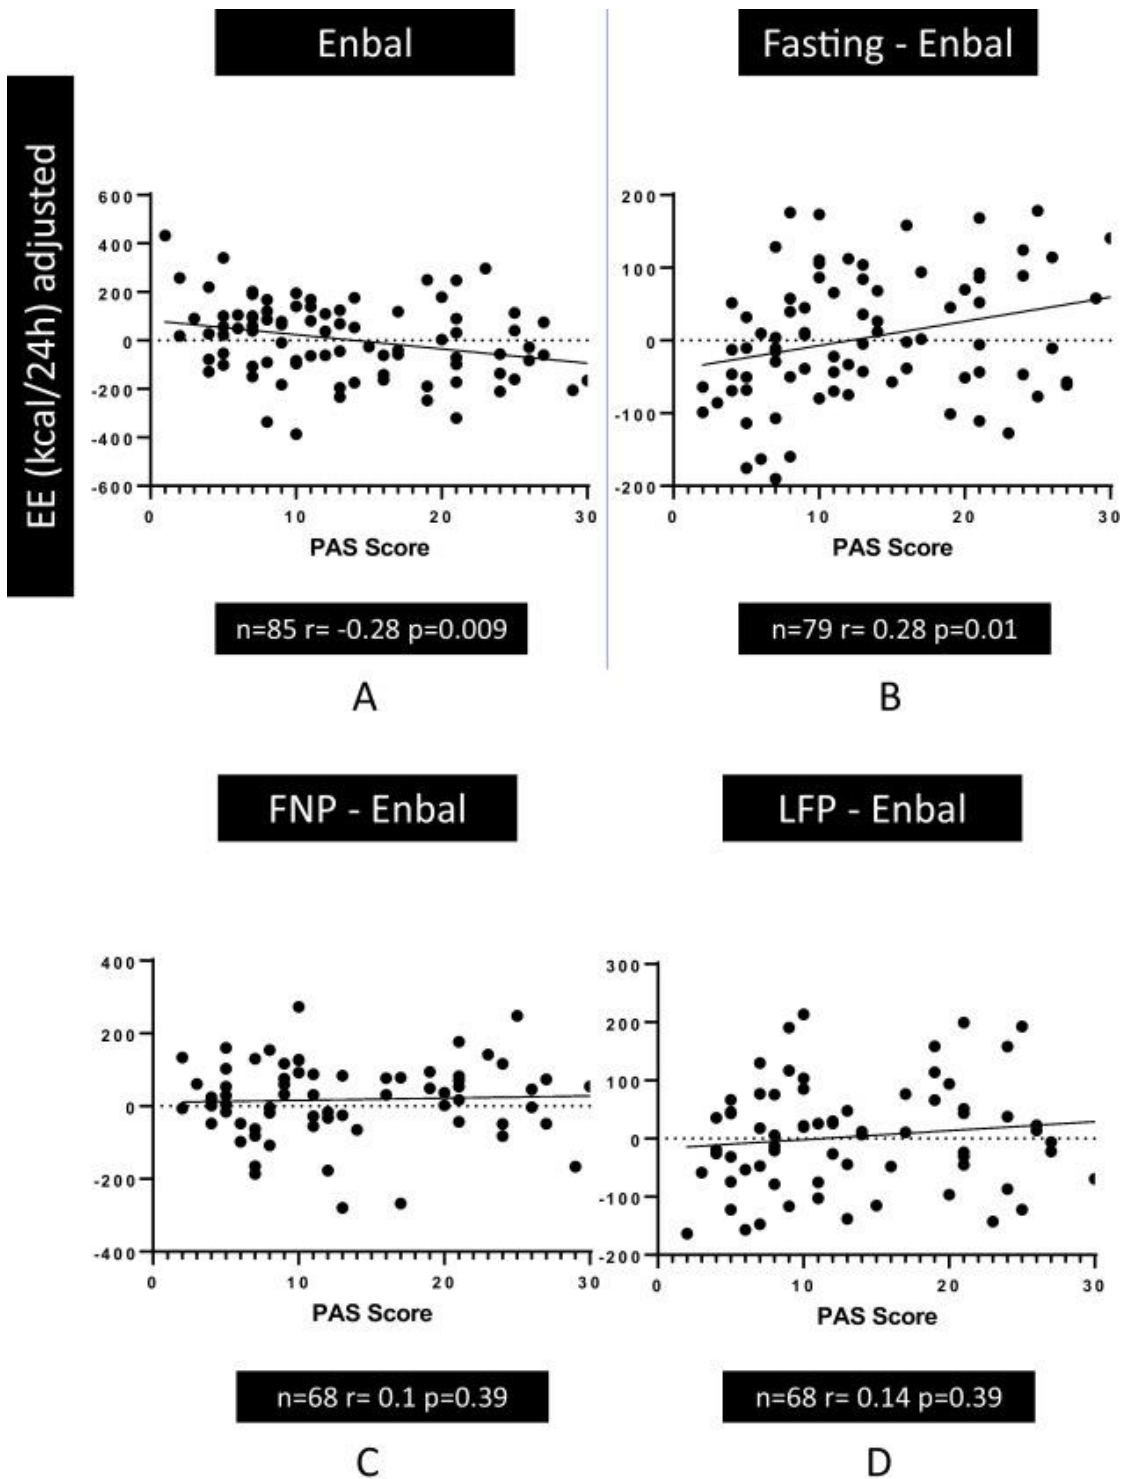 Enbal
Fasting - Enbal
EE (kcal/24h) adjusted
600
400
200
0
-200
-400
-600
0 10 20 30
PAS Score
n=85 r= -0.28 p=0.009
A
200
100
0
-100
-200
0 10 20 30
PAS Score
n=79 r= 0.28 p=0.01
B
FNP - Enbal
LFP - Enbal
400
200
0
-200
-400
0 10 20 30
PAS Score
n=68 r= 0.1 p=0.39
C
300
200
100
0
-100
-200
0 10 20 30
PAS Score
n=68 r= 0.14 p=0.39
D